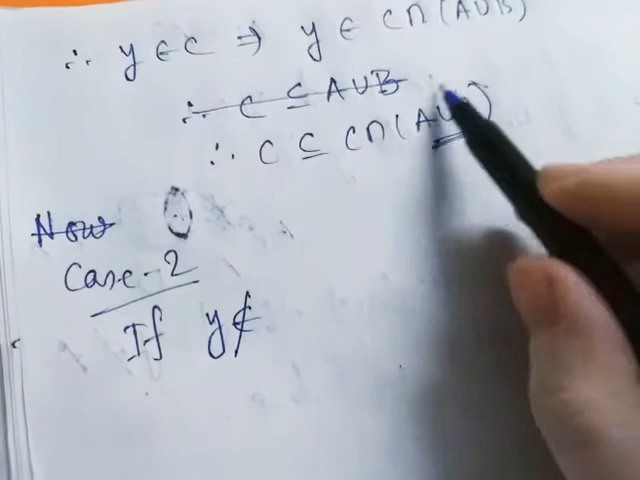 ∴ y ∈ C ⇒ y ∈ C∩(A∪B)
∴ C ⊆ A∪B
∴ C ⊆ C∩(A∪
Now
Case-2
If y∉